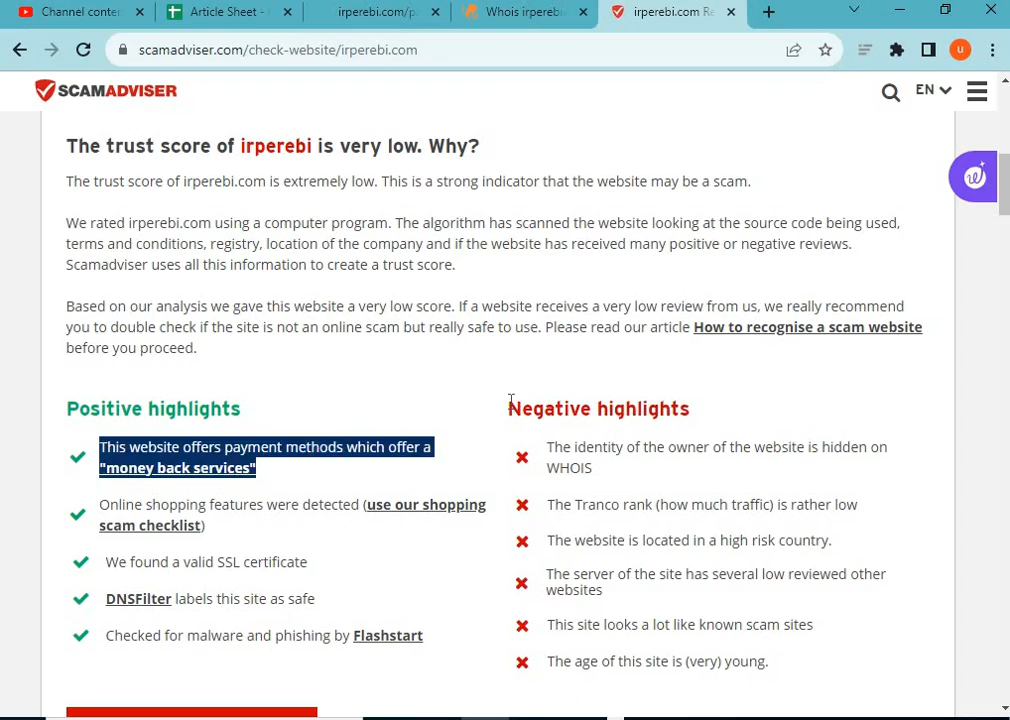 Channel conten
Article Sheet -
irperebi.com/p
Whois irperebi
irperebi.com Re
scamadviser.com/check-website/irperebi.com
u
SCAMADVISER
EN
The trust score of irperebi is very low. Why?
The trust score of irperebi.com is extremely low. This is a strong indicator that the website may be a scam.
We rated irperebi.com using a computer program. The algorithm has scanned the website looking at the source code being used,
terms and conditions, registry, location of the company and if the website has received many positive or negative reviews.
Scamadviser uses all this information to create a trust score.
Based on our analysis we gave this website a very low score. If a website receives a very low review from us, we really recommend
you to double check if the site is not an online scam but really safe to use. Please read our article How to recognise a scam website
before you proceed.
Positive highlights
This website offers payment methods which offer a
"money back services"
Online shopping features were detected (use our shopping
scam checklist)
We found a valid SSL certificate
DNSFilter labels this site as safe
Checked for malware and phishing by Flashstart
Negative highlights
The identity of the owner of the website is hidden on
WHOIS
The Tranco rank (how much traffic) is rather low
The website is located in a high risk country.
The server of the site has several low reviewed other
websites
This site looks a lot like known scam sites
The age of this site is (very) young.